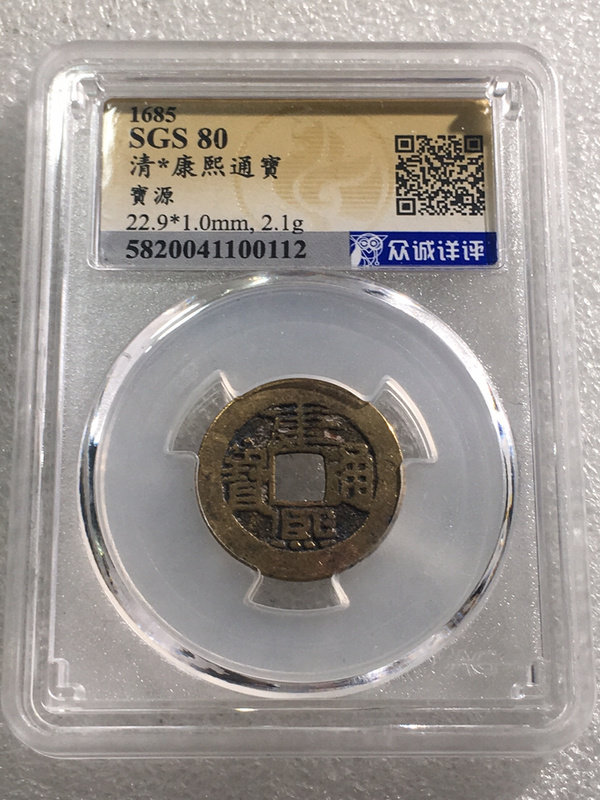 1685
SGS 80
清*康熙通寳
寳源
22.9*1.0mm, 2.1g
5820041100112
众诚详评
康熙通寳